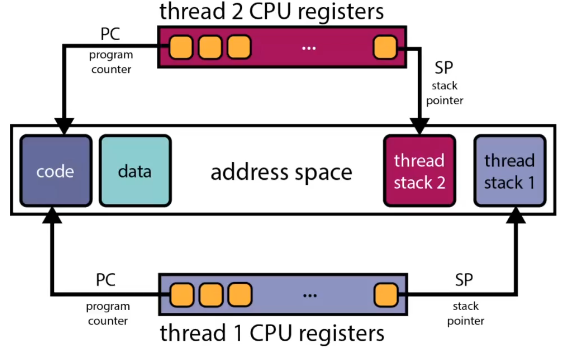 thread 2 CPU registers
PC
program
counter
...
SP
stack
pointer
code
data
address space
thread
stack 2
thread
stack 1
PC
program
counter
...
SP
stack
pointer
thread 1 CPU registers